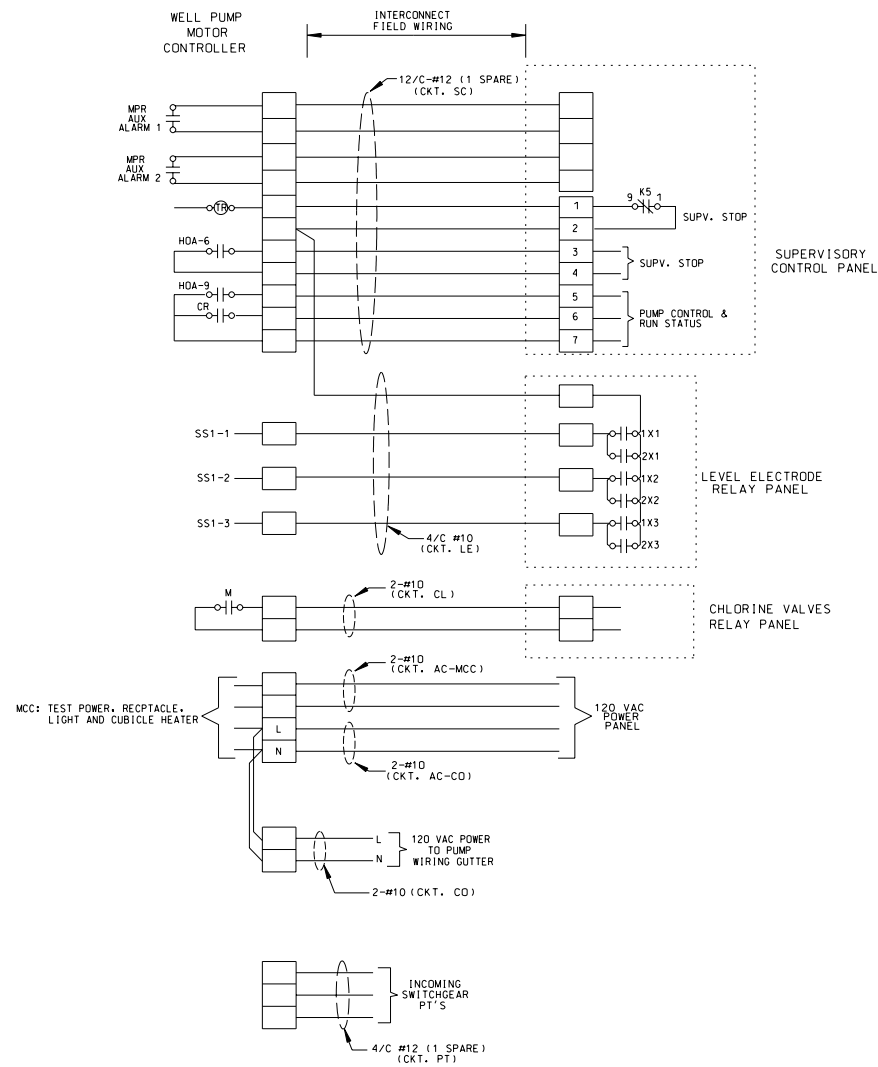 WELL PUMP
MOTOR
CONTROLLER
INTERCONNECT
FIELD WIRING
12/C-#12 (1 SPARE)
(CKT. SC)
MPR
AUX
ALARM 1
MPR
AUX
ALARM 2
TR
1
9 K5 1
SUPV. STOP
2
HOA-6
3
SUPV. STOP
4
SUPERVISORY
CONTROL PANEL
HOA-9
5
CR
6
PUMP CONTROL &
RUN STATUS
7
SS1-1
1X1
2X1
SS1-2
1X2
2X2
LEVEL ELECTRODE
RELAY PANEL
SS1-3
1X3
2X3
4/C #10
(CKT. LE)
2-#10
(CKT. CL)
M
CHLORINE VALVES
RELAY PANEL
2-#10
(CKT. AC-MCC)
MCC: TEST POWER, RECPTACLE,
LIGHT AND CUBICLE HEATER
L
N
120 VAC
POWER
PANEL
2-#10
(CKT. AC-CO)
L
N
120 VAC POWER
TO PUMP
WIRING GUTTER
2-#10 (CKT. CO)
INCOMING
SWITCHGEAR
PT'S
4/C #12 (1 SPARE)
(CKT. PT)